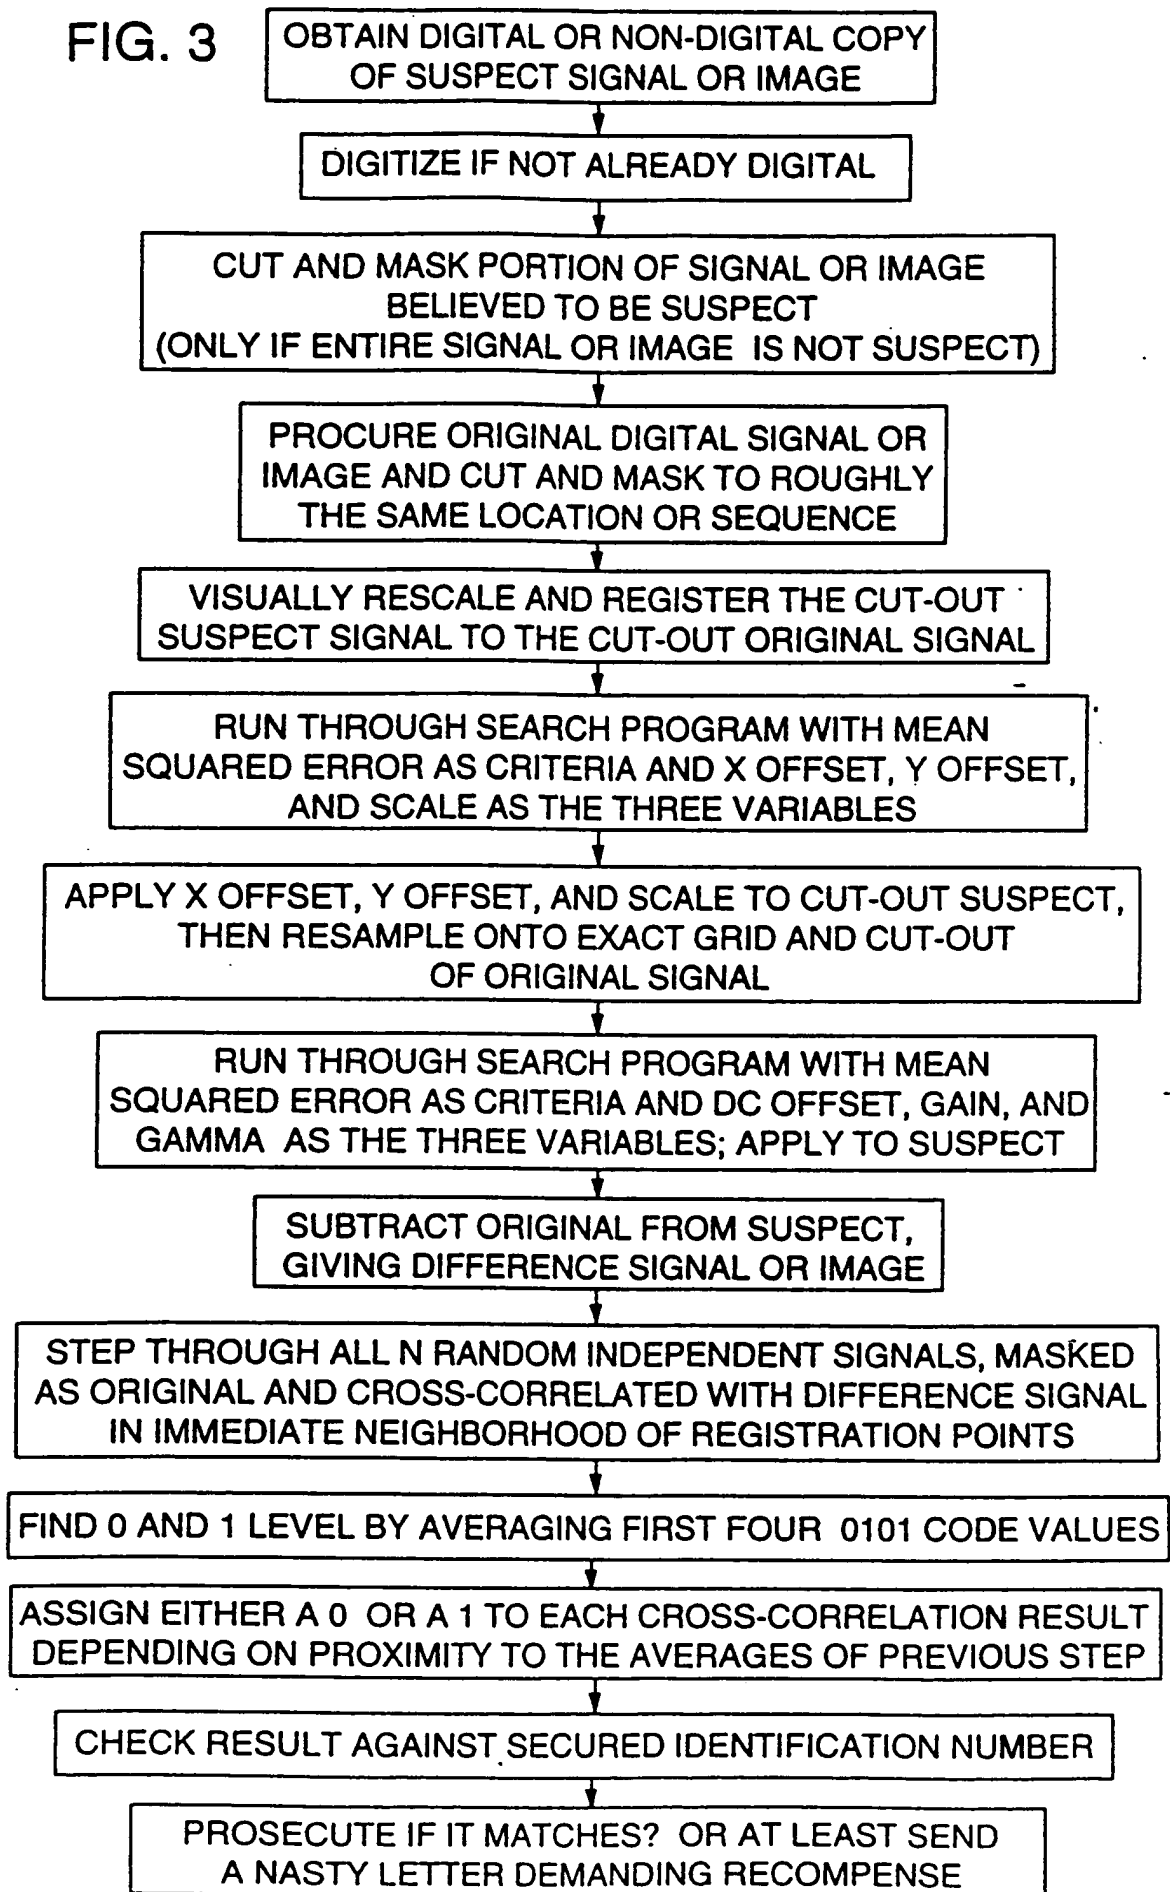 FIG. 3
OBTAIN DIGITAL OR NON-DIGITAL COPY
OF SUSPECT SIGNAL OR IMAGE
DIGITIZE IF NOT ALREADY DIGITAL
CUT AND MASK PORTION OF SIGNAL OR IMAGE
BELIEVED TO BE SUSPECT
(ONLY IF ENTIRE SIGNAL OR IMAGE IS NOT SUSPECT)
PROCURE ORIGINAL DIGITAL SIGNAL OR
IMAGE AND CUT AND MASK TO ROUGHLY
THE SAME LOCATION OR SEQUENCE
VISUALLY RESCALE AND REGISTER THE CUT-OUT
SUSPECT SIGNAL TO THE CUT-OUT ORIGINAL SIGNAL
RUN THROUGH SEARCH PROGRAM WITH MEAN
SQUARED ERROR AS CRITERIA AND X OFFSET, Y OFFSET,
AND SCALE AS THE THREE VARIABLES
APPLY X OFFSET, Y OFFSET, AND SCALE TO CUT-OUT SUSPECT,
THEN RESAMPLE ONTO EXACT GRID AND CUT-OUT
OF ORIGINAL SIGNAL
RUN THROUGH SEARCH PROGRAM WITH MEAN
SQUARED ERROR AS CRITERIA AND DC OFFSET, GAIN, AND
GAMMA AS THE THREE VARIABLES; APPLY TO SUSPECT
SUBTRACT ORIGINAL FROM SUSPECT,
GIVING DIFFERENCE SIGNAL OR IMAGE
STEP THROUGH ALL N RANDOM INDEPENDENT SIGNALS, MASKED
AS ORIGINAL AND CROSS-CORRELATED WITH DIFFERENCE SIGNAL
IN IMMEDIATE NEIGHBORHOOD OF REGISTRATION POINTS
FIND 0 AND 1 LEVEL BY AVERAGING FIRST FOUR 0101 CODE VALUES
ASSIGN EITHER A 0 OR A 1 TO EACH CROSS-CORRELATION RESULT
DEPENDING ON PROXIMITY TO THE AVERAGES OF PREVIOUS STEP
CHECK RESULT AGAINST SECURED IDENTIFICATION NUMBER
PROSECUTE IF IT MATCHES? OR AT LEAST SEND
A NASTY LETTER DEMANDING RECOMPENSE